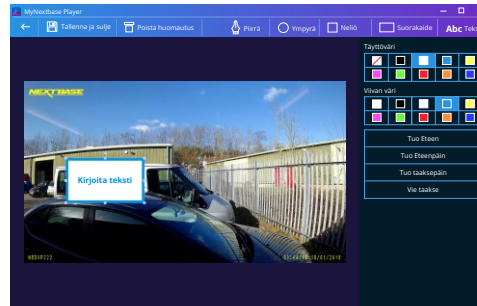 MyNextbase Player
Tallenna ja sulje
Poista huomautus
Piirrä
Ympyrä
Neliö
Suorakaide
Abc
Täyttöväri
Viivan väri
Tuo Eteen
Tuo Eteenpäin
Tuo taaksepäin
Vie taakse
NEXTBASE
Kirjoita teksti